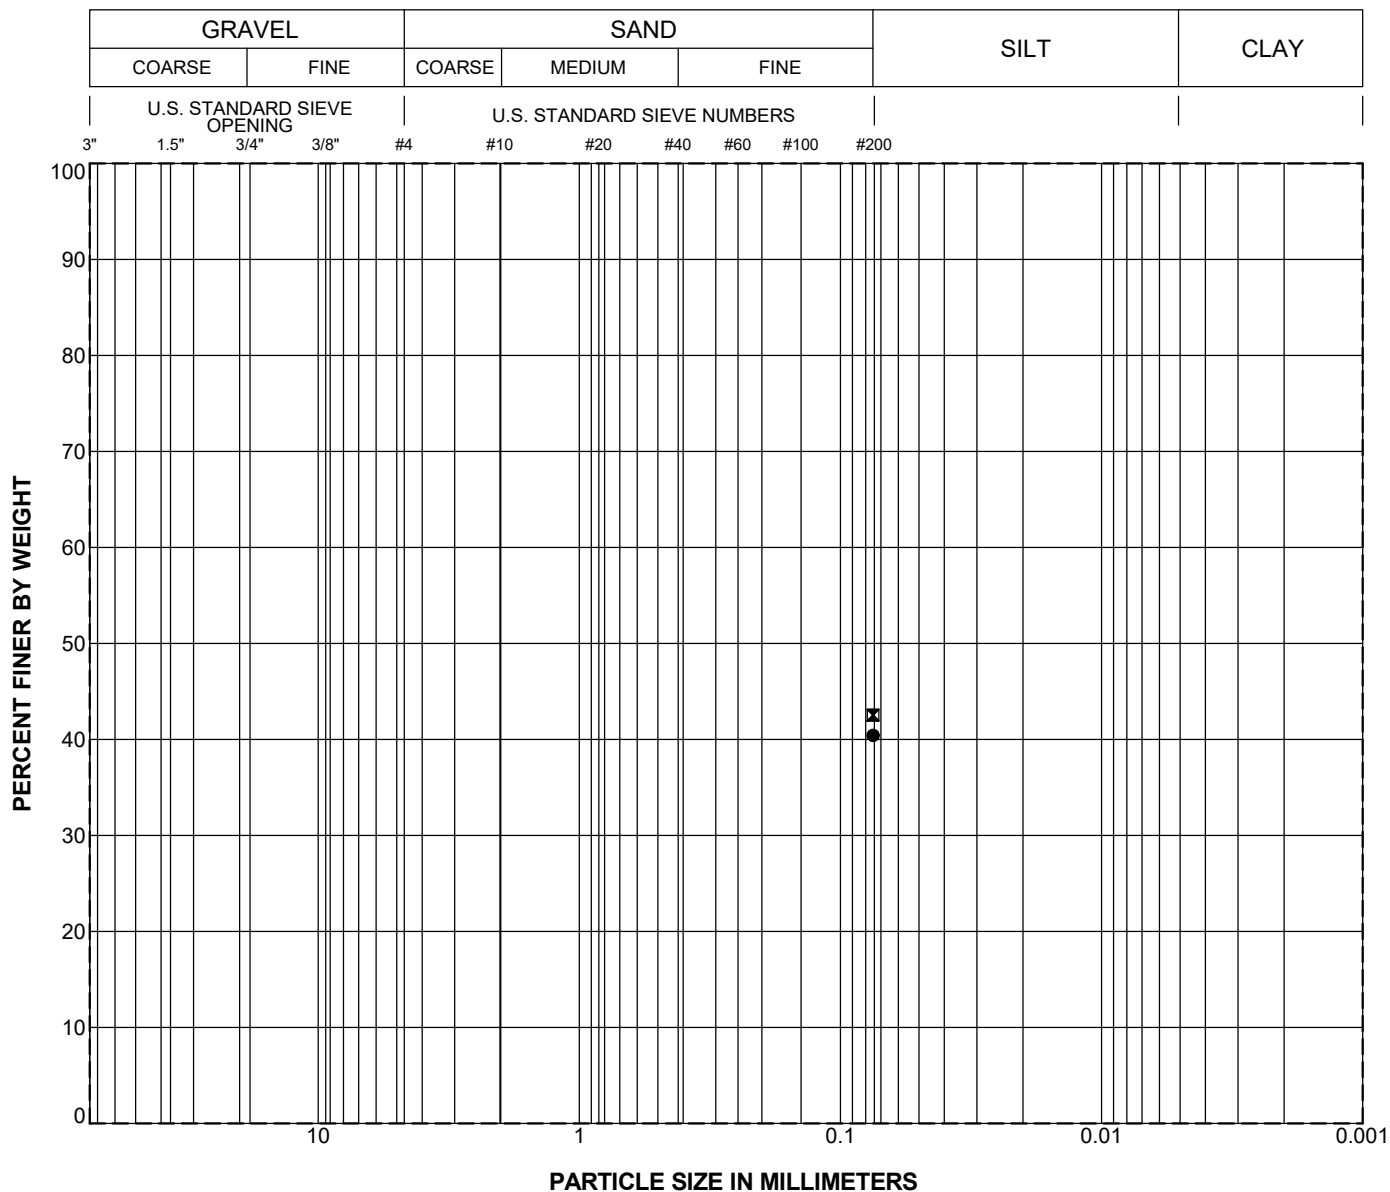 GRAVEL SAND SILT CLAY
COARSE FINE COARSE MEDIUM FINE
U.S. STANDARD SIEVE OPENING U.S. STANDARD SIEVE NUMBERS
3" 1.5" 3/4" 3/8" #4 #10 #20 #40 #60 #100 #200
100
90
80
70
60
50
40
30
20
10
0
PERCENT FINER BY WEIGHT
10 1 0.1 0.01 0.001
PARTICLE SIZE IN MILLIMETERS